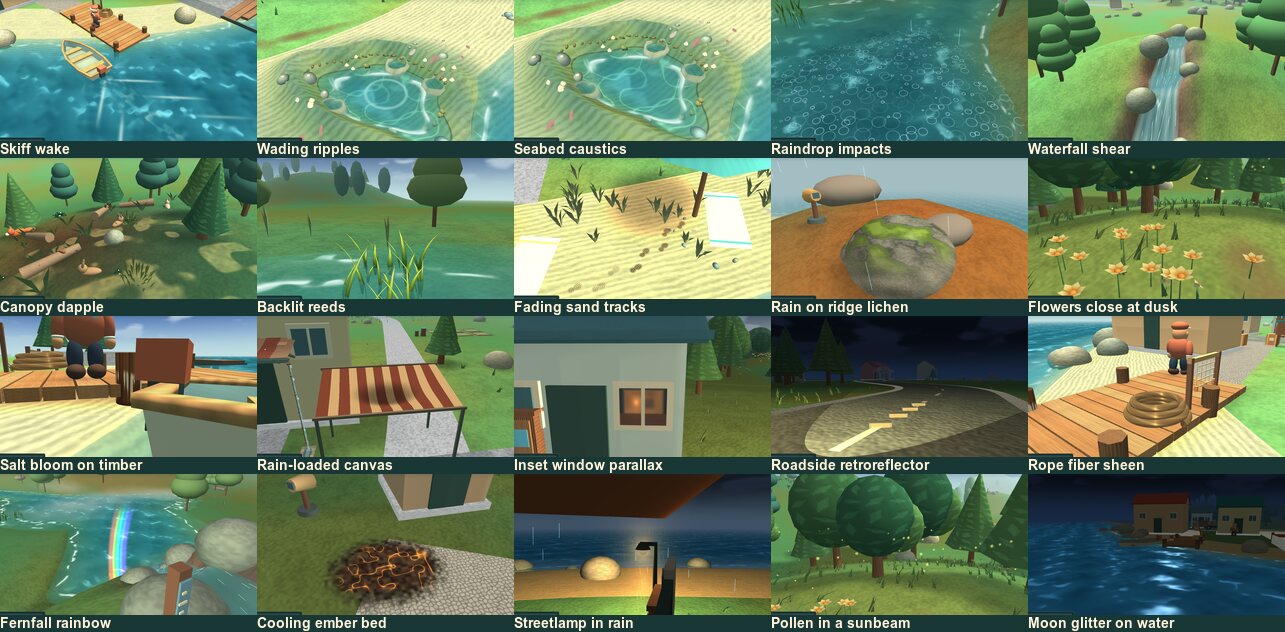 Skiff wake
Wading ripples
Seabed caustics
Raindrop impacts
Waterfall shear
Canopy dapple
Backlit reeds
Fading sand tracks
Rain on ridge lichen
Flowers close at dusk
Salt bloom on timber
Rain-loaded canvas
Inset window parallax
Roadside retroreflector
Rope fiber sheen
Fernfall rainbow
Cooling ember bed
Streetlamp in rain
Pollen in a sunbeam
Moon glitter on water